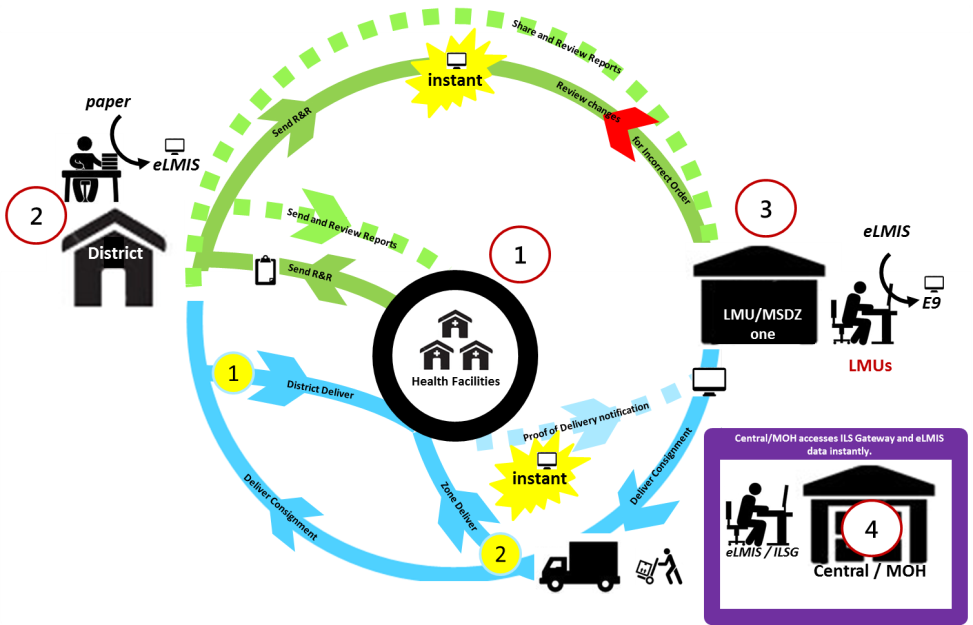 Share and Review Reports
instant
Review changes
for Incorrect Order
Send R&R
paper
eLMIS
2
District
Send and Review Reports
Send R&R
1
3
eLMIS
E9
LMU/MSDZ
one
LMUs
Health Facilities
1
District Deliver
Proof of Delivery notification
instant
Zone Deliver
Deliver Consignment
Deliver Consignment
2
Central/MOH accesses ILS Gateway and eLMIS
data instantly.
4
eLMIS / ILSG
Central / MOH